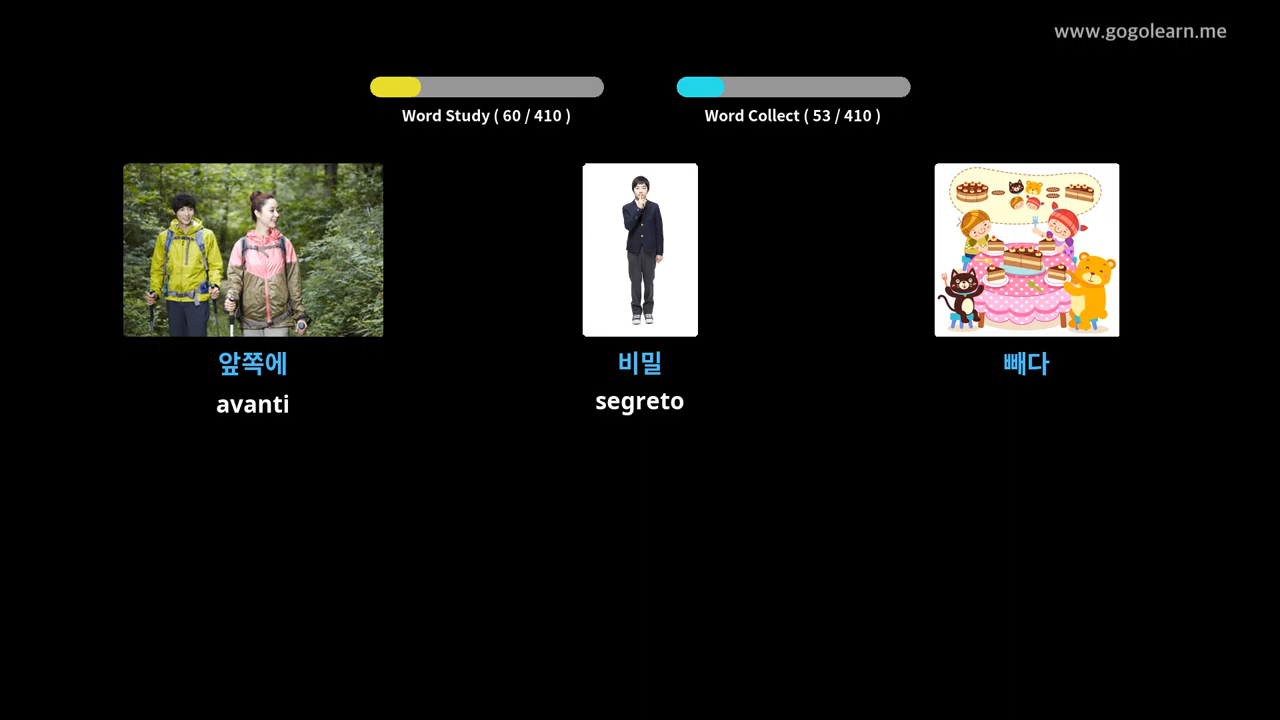 www.gogolearn.me
Word Study ( 60 / 410 )
Word Collect ( 53 / 410 )
앞쪽에
비밀
빼다
avanti
segreto